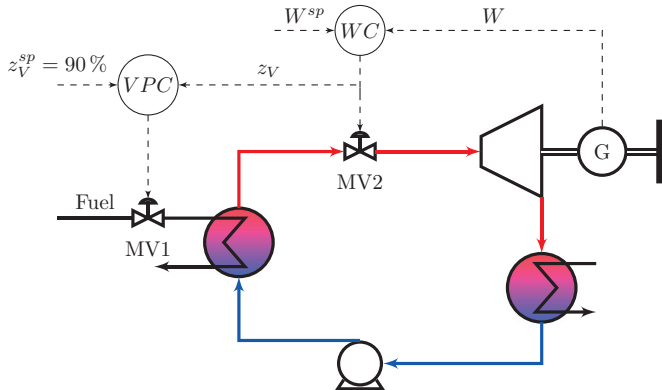 W^{sp}
WC
W
z_V^{sp} = 90 %
VPC
z_V
G
MV2
Fuel
MV1